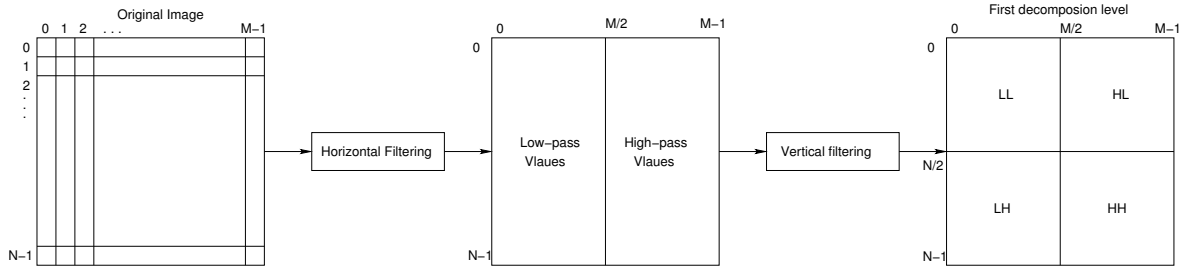 Original Image
0 1 2 . . . M−1
0
1
2
.
.
.
N−1
Horizontal Filtering
0 M/2 M−1
0
Low−pass
Vlaues
High−pass
Vlaues
N−1
Vertical filtering
First decomposion level
0 M/2 M−1
0
LL HL
N/2
LH HH
N−1